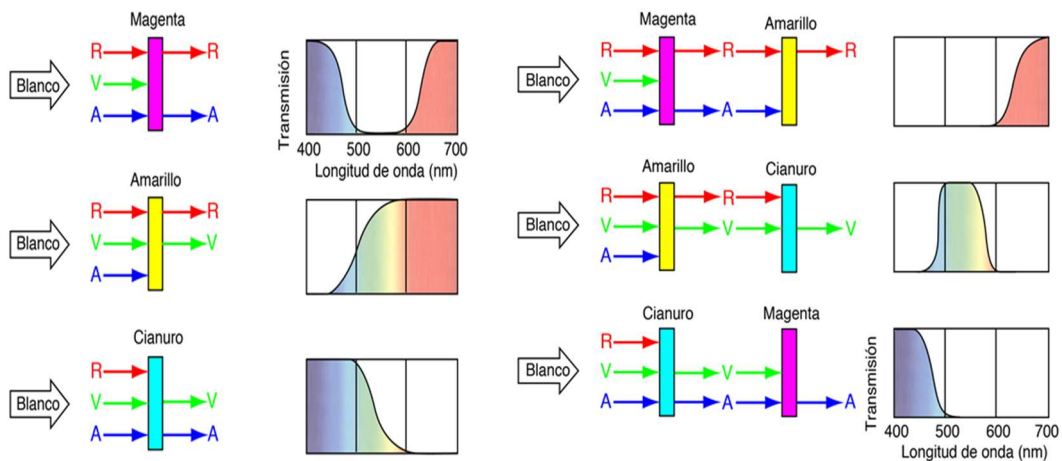 Magenta
Blanco
R R
V
A A
Transmisión
400 500 600 700
Longitud de onda (nm)
Amarillo
Blanco
R R
V V
A
Cianuro
Blanco
R
V V
A A
Magenta Amarillo
Blanco
R R R
V
A A
Amarillo Cianuro
Blanco
R R
V V V
A
Cianuro Magenta
Blanco
R
V V
A A A
Transmisión
400 500 600 700
Longitud de onda (nm)